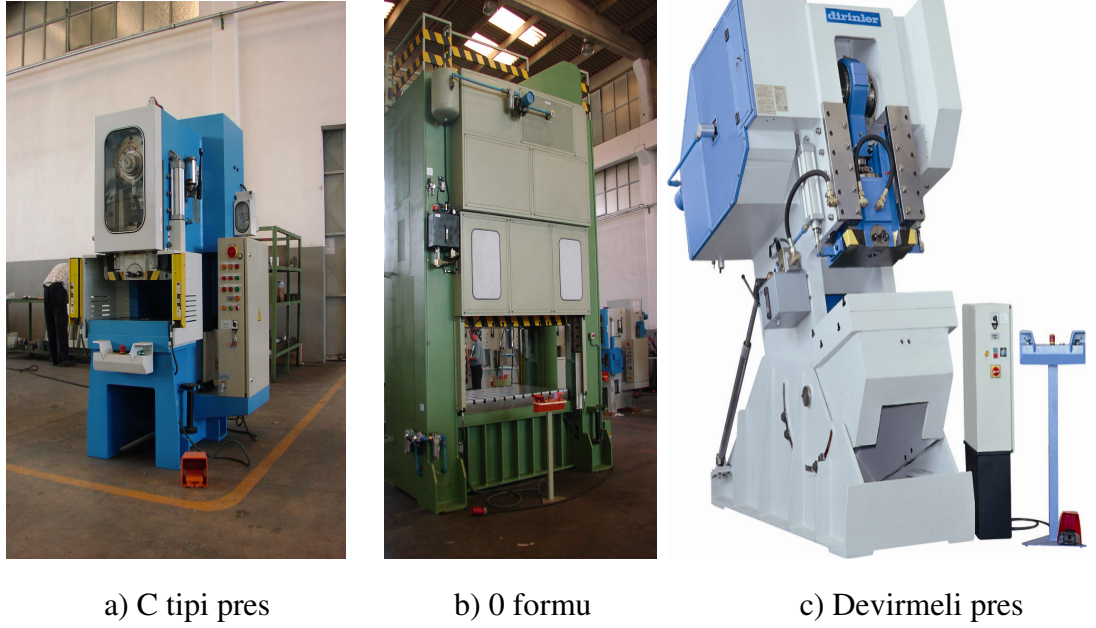 dirinler
a) C tipi pres
b) 0 formu
c) Devirmeli pres